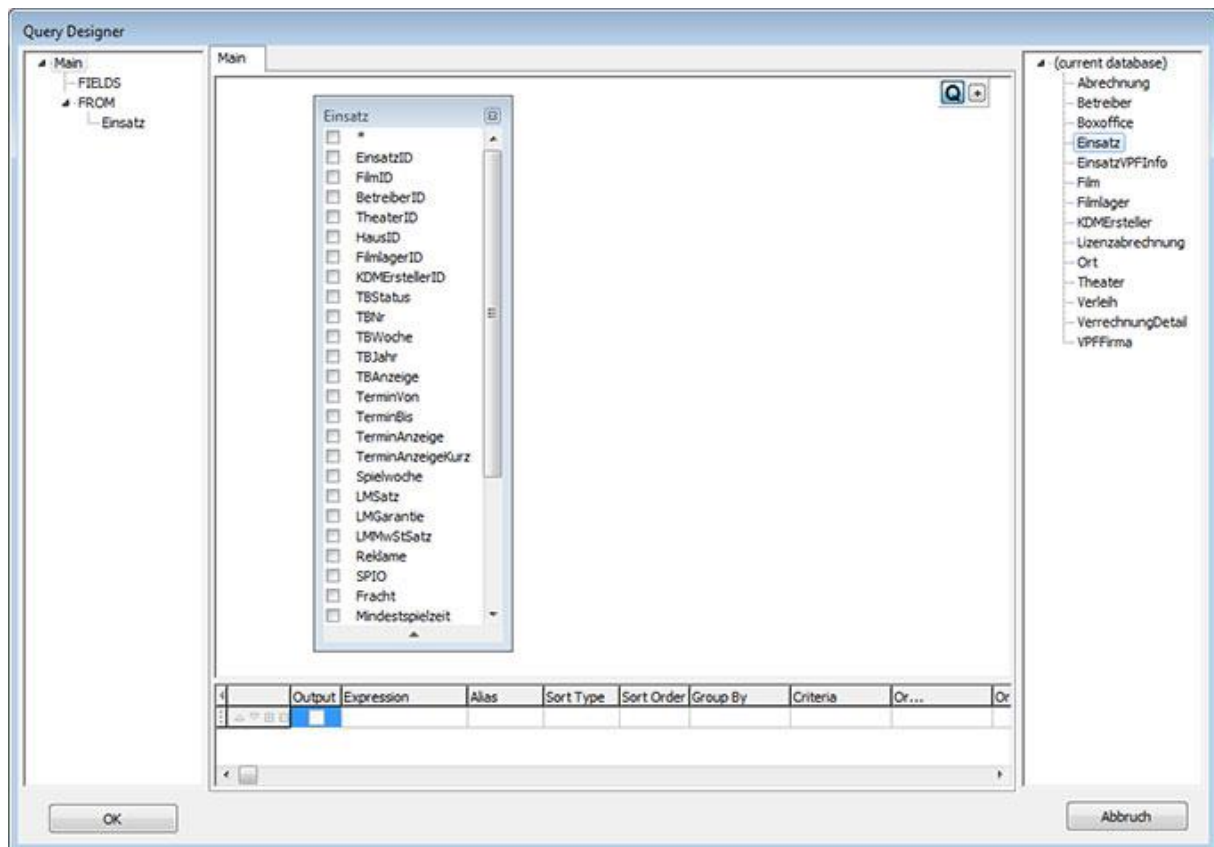 Query Designer
Main
FIELDS
FROM
Einsatz
Main
Q +
Einsatz
*
EinsatzID
FilmID
BetreiberID
TheaterID
HausID
FilmlagerID
KDMErstellerID
TBStatus
TBNr
TBWoche
TBJahr
TBAnzeige
TerminVon
TerminBis
TerminAnzeige
TerminAnzeigeKurz
Spielwoche
LMSatz
LMGarantie
LMMwStSatz
Reklame
SPIO
Fracht
Mindestspielzeit
Output Expression Alias Sort Type Sort Order Group By Criteria Or... Or
(current database)
Abrechnung
Betreiber
Boxoffice
Einsatz
EinsatzVPFInfo
Film
Filmlager
KDMErsteller
Lizenzabrechnung
Ort
Theater
Verleih
VerrechnungDetail
VPFFirma
OK
Abbruch